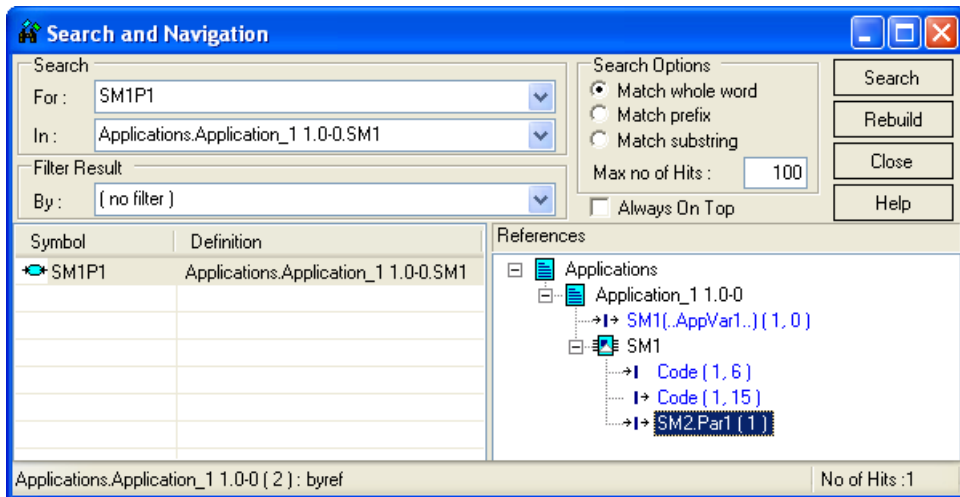 Search and Navigation
Search
For :
SM1P1
In :
Applications.Application_1 1.0-0.SM1
Filter Result
By :
( no filter )
Search Options
Match whole word
Match prefix
Match substring
Max no of Hits :
100
Always On Top
Search
Rebuild
Close
Help
Symbol
Definition
SM1P1
Applications.Application_1 1.0-0.SM1
References
Applications
Application_1 1.0-0
SM1(..AppVar1..) ( 1, 0 )
SM1
Code ( 1, 6 )
Code ( 1, 15 )
SM2.Par1 ( 1 )
Applications.Application_1 1.0-0 ( 2 ) : byref
No of Hits :1